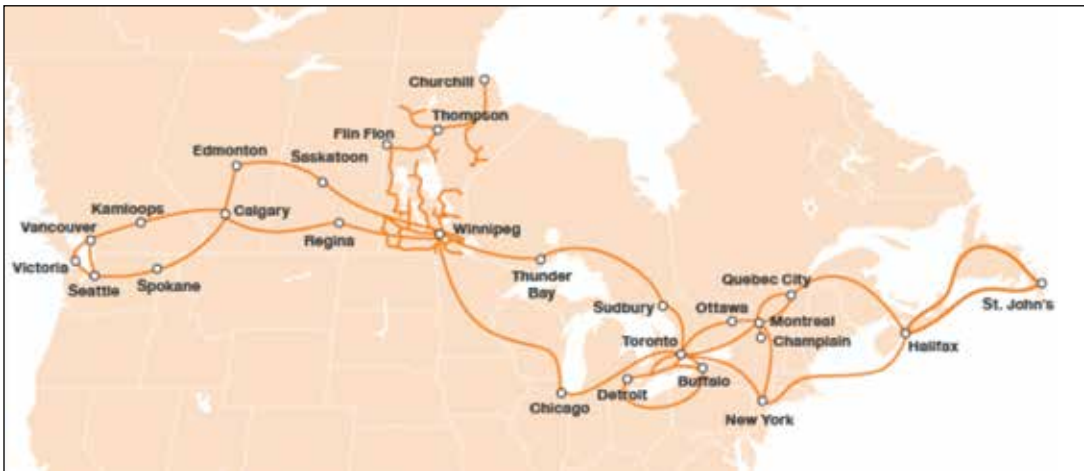 Churchill
Thompson
Flin Flon
Edmonton
Saskatoon
Kamloops
Calgary
Vancouver
Winnipeg
Regina
Victoria
Seattle
Spokane
Thunder
Bay
Quebec City
Sudbury
Ottawa
Montreal
St. John's
Toronto
Champlain
Halifax
Chicago
Detroit
Buffalo
New York